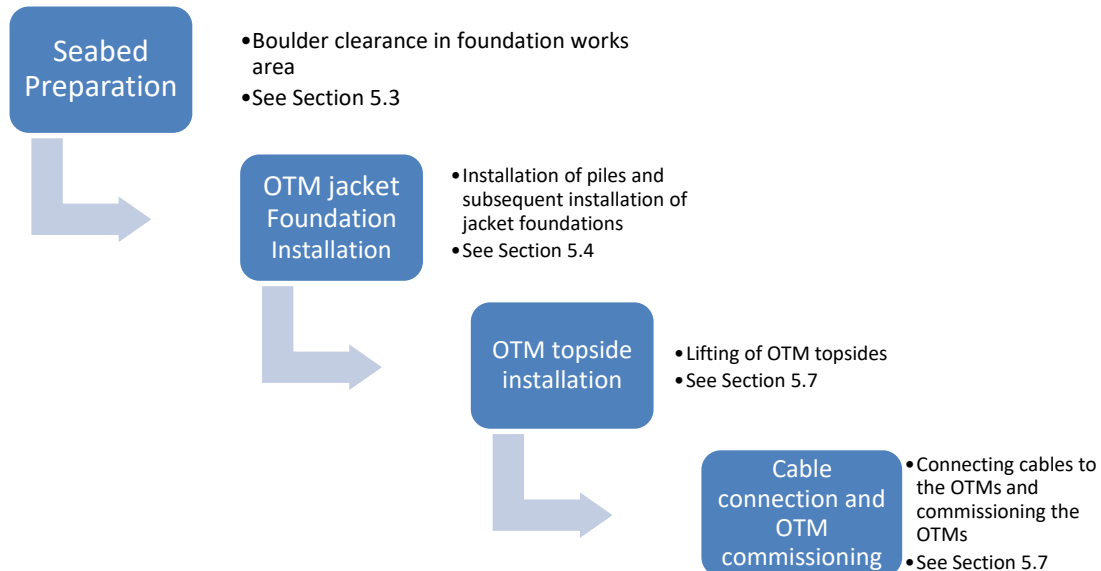 Seabed
Preparation
•Boulder clearance in foundation works
area
•See Section 5.3
OTM jacket
Foundation
Installation
•Installation of piles and
subsequent installation of
jacket foundations
•See Section 5.4
OTM topside
installation
•Lifting of OTM topsides
•See Section 5.7
Cable
connection and
OTM
commissioning
•Connecting cables to
the OTMs and
commissioning the
OTMs
•See Section 5.7